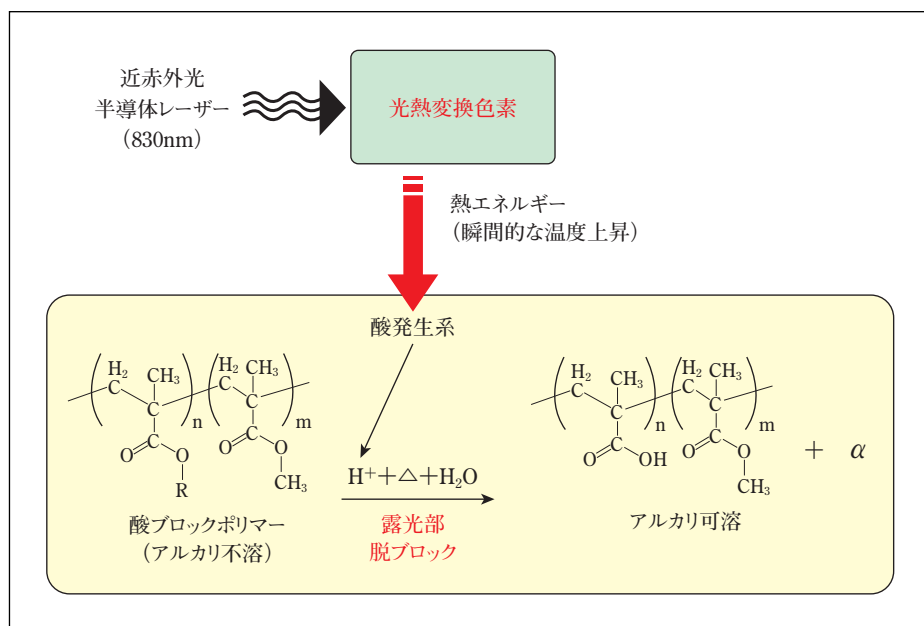 近赤外光
半導体レーザー
（830nm）
光熱変換色素
熱エネルギー
（瞬間的な温度上昇）
酸発生系
H2
C
CH3
C
n
H2
C
CH3
C
m
C
O
O
R
C
O
O
CH3
酸ブロックポリマー
（アルカリ不溶）
H++△+H2O
露光部
脱ブロック
H2
C
CH3
C
n
H2
C
CH3
C
m
C
O
OH
C
O
O
CH3
アルカリ可溶
+ α